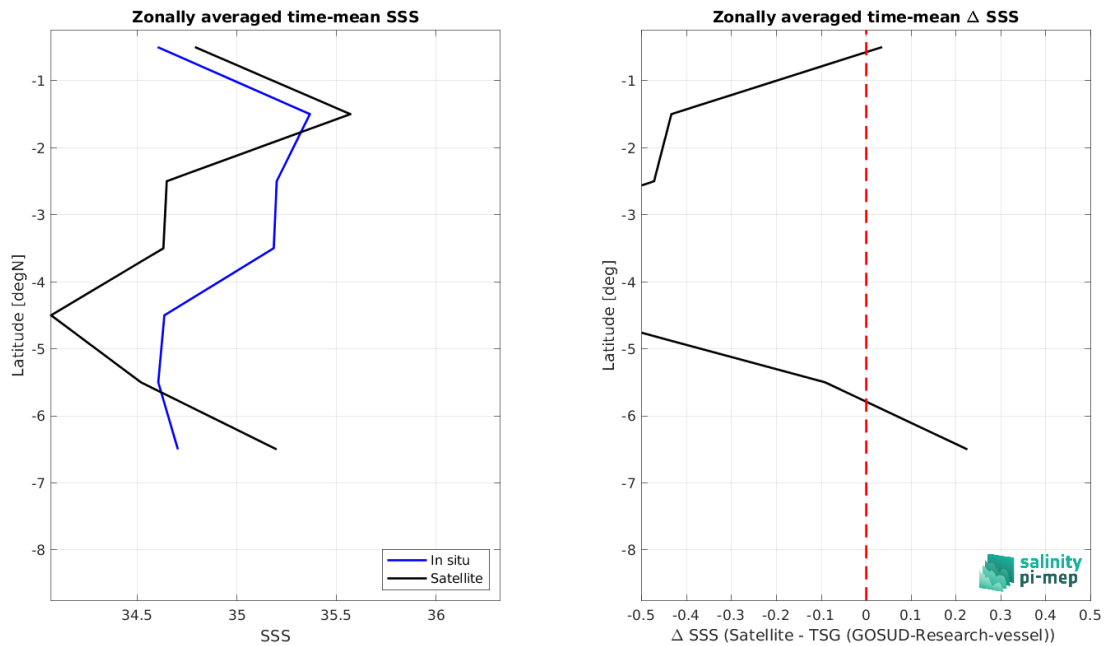 Zonally averaged time-mean SSS
-1
-2
-3
-4
-5
-6
-7
-8
Latitude [degN]
34.5 35 35.5 36
SSS
In situ
Satellite
Zonally averaged time-mean Δ SSS
-1
-2
-3
-4
-5
-6
-7
-8
Latitude [deg]
-0.5 -0.4 -0.3 -0.2 -0.1 0 0.1 0.2 0.3 0.4 0.5
Δ SSS (Satellite - TSG (GOSUD-Research-vessel))
salinity
pi-mep